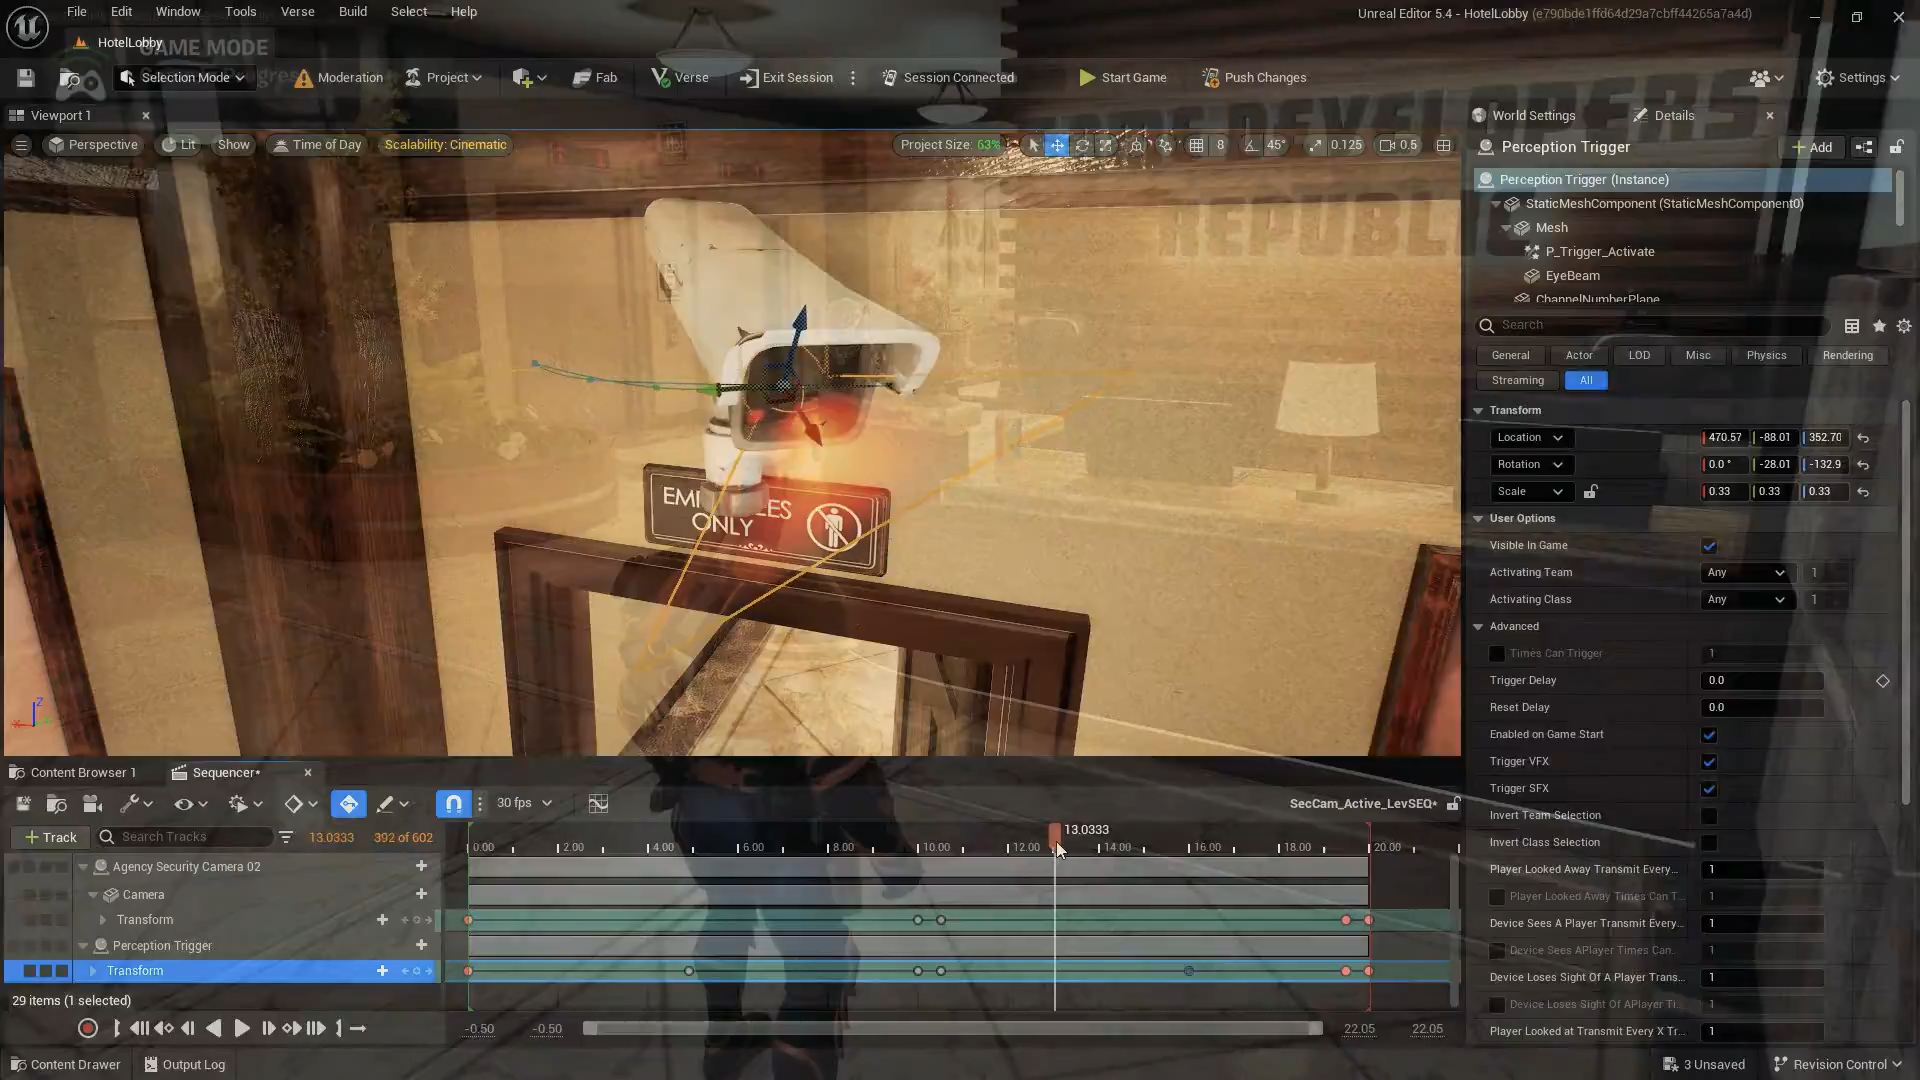 File Edit Window Tools Verse Build Select Help
Unreal Editor 5.4 - HotelLobby (e790bde1ffd64d29a7cbff44265a7a4d)
HotelLobby
GAME MODE
Selection Mode
Moderation
Project
Fab
Verse
Exit Session
Session Connected
Start Game
Push Changes
Settings
Viewport 1
World Settings
Details
Perspective
Lit
Show
Time of Day
Scalability: Cinematic
Project Size: 63%
8
45°
0.125
0.5
Perception Trigger
Add
Perception Trigger (Instance)
StaticMeshComponent (StaticMeshComponent0)
Mesh
P_Trigger_Activate
EyeBeam
ChannelNumberPlane
REPUBLIC
Search
General
Actor
LOD
Misc
Physics
Rendering
Streaming
All
Transform
Location
470.57
-88.01
352.70
Rotation
0.0 °
-28.01
-132.9
Scale
0.33
0.33
0.33
User Options
Visible In Game
Activating Team
Any
1
Activating Class
Any
1
Advanced
Times Can Trigger
1
Trigger Delay
0.0
Reset Delay
0.0
Enabled on Game Start
Trigger VFX
Trigger SFX
Invert Team Selection
Invert Class Selection
Player Looked Away Transmit Every...
1
Player Looked Away Times Can T...
1
Device Sees A Player Transmit Every...
1
Device Sees APlayer Times Can...
1
Device Loses Sight Of A Player Trans...
1
Device Loses Sight Of APlayer Ti...
1
Player Looked at Transmit Every X Tr...
1
ONLY
Content Browser 1
Sequencer*
30 fps
SecCam_Active_LevSEQ*
Track
Search Tracks
13.0333
392 of 602
13.0333
0.00
2.00
4.00
6.00
8.00
10.00
12.00
14.00
16.00
18.00
20.00
Agency Security Camera 02
Camera
Transform
Perception Trigger
Transform
29 items (1 selected)
-0.50
-0.50
22.05
22.05
Content Drawer
Output Log
3 Unsaved
Revision Control